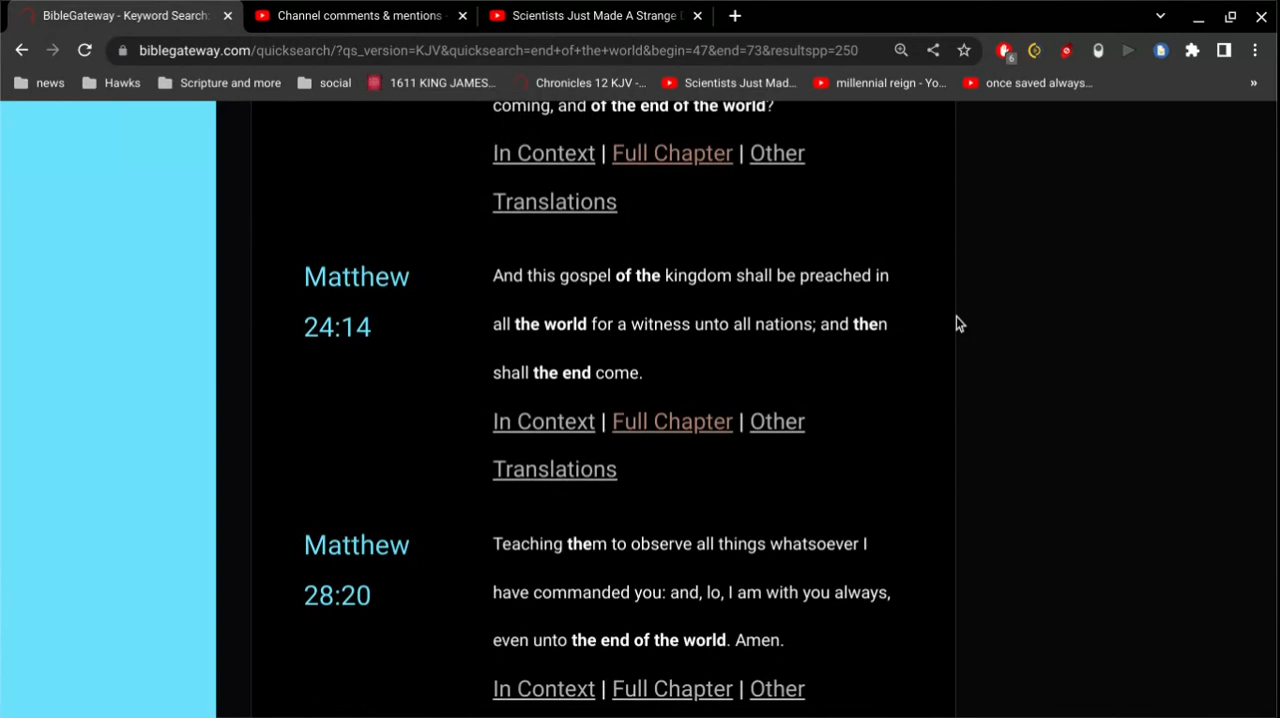 BibleGateway - Keyword Search:
Channel comments & mentions
Scientists Just Made A Strange
biblegateway.com/quicksearch/?qs_version=KJV&quicksearch=end+of+the+world&begin=47&end=73&resultspp=250
6
news
Hawks
Scripture and more
social
1611 KING JAMES...
Chronicles 12 KJV -...
Scientists Just Mad...
millennial reign - Yo...
once saved always...
»
coming, and of the end of the world?
In Context | Full Chapter | Other
Translations
Matthew
24:14
And this gospel of the kingdom shall be preached in
all the world for a witness unto all nations; and then
shall the end come.
In Context | Full Chapter | Other
Translations
Matthew
28:20
Teaching them to observe all things whatsoever I
have commanded you: and, lo, I am with you always,
even unto the end of the world. Amen.
In Context | Full Chapter | Other